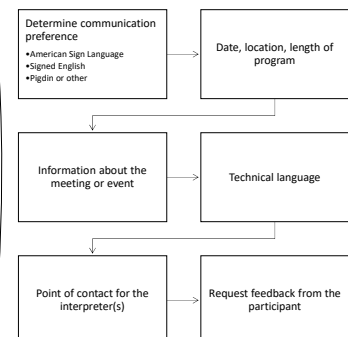 Determine communication
preference
•American Sign Language
•Signed English
•Pigdin or other
Date, location, length of
program
Information about the
meeting or event
Technical language
Point of contact for the
interpreter(s)
Request feedback from the
participant